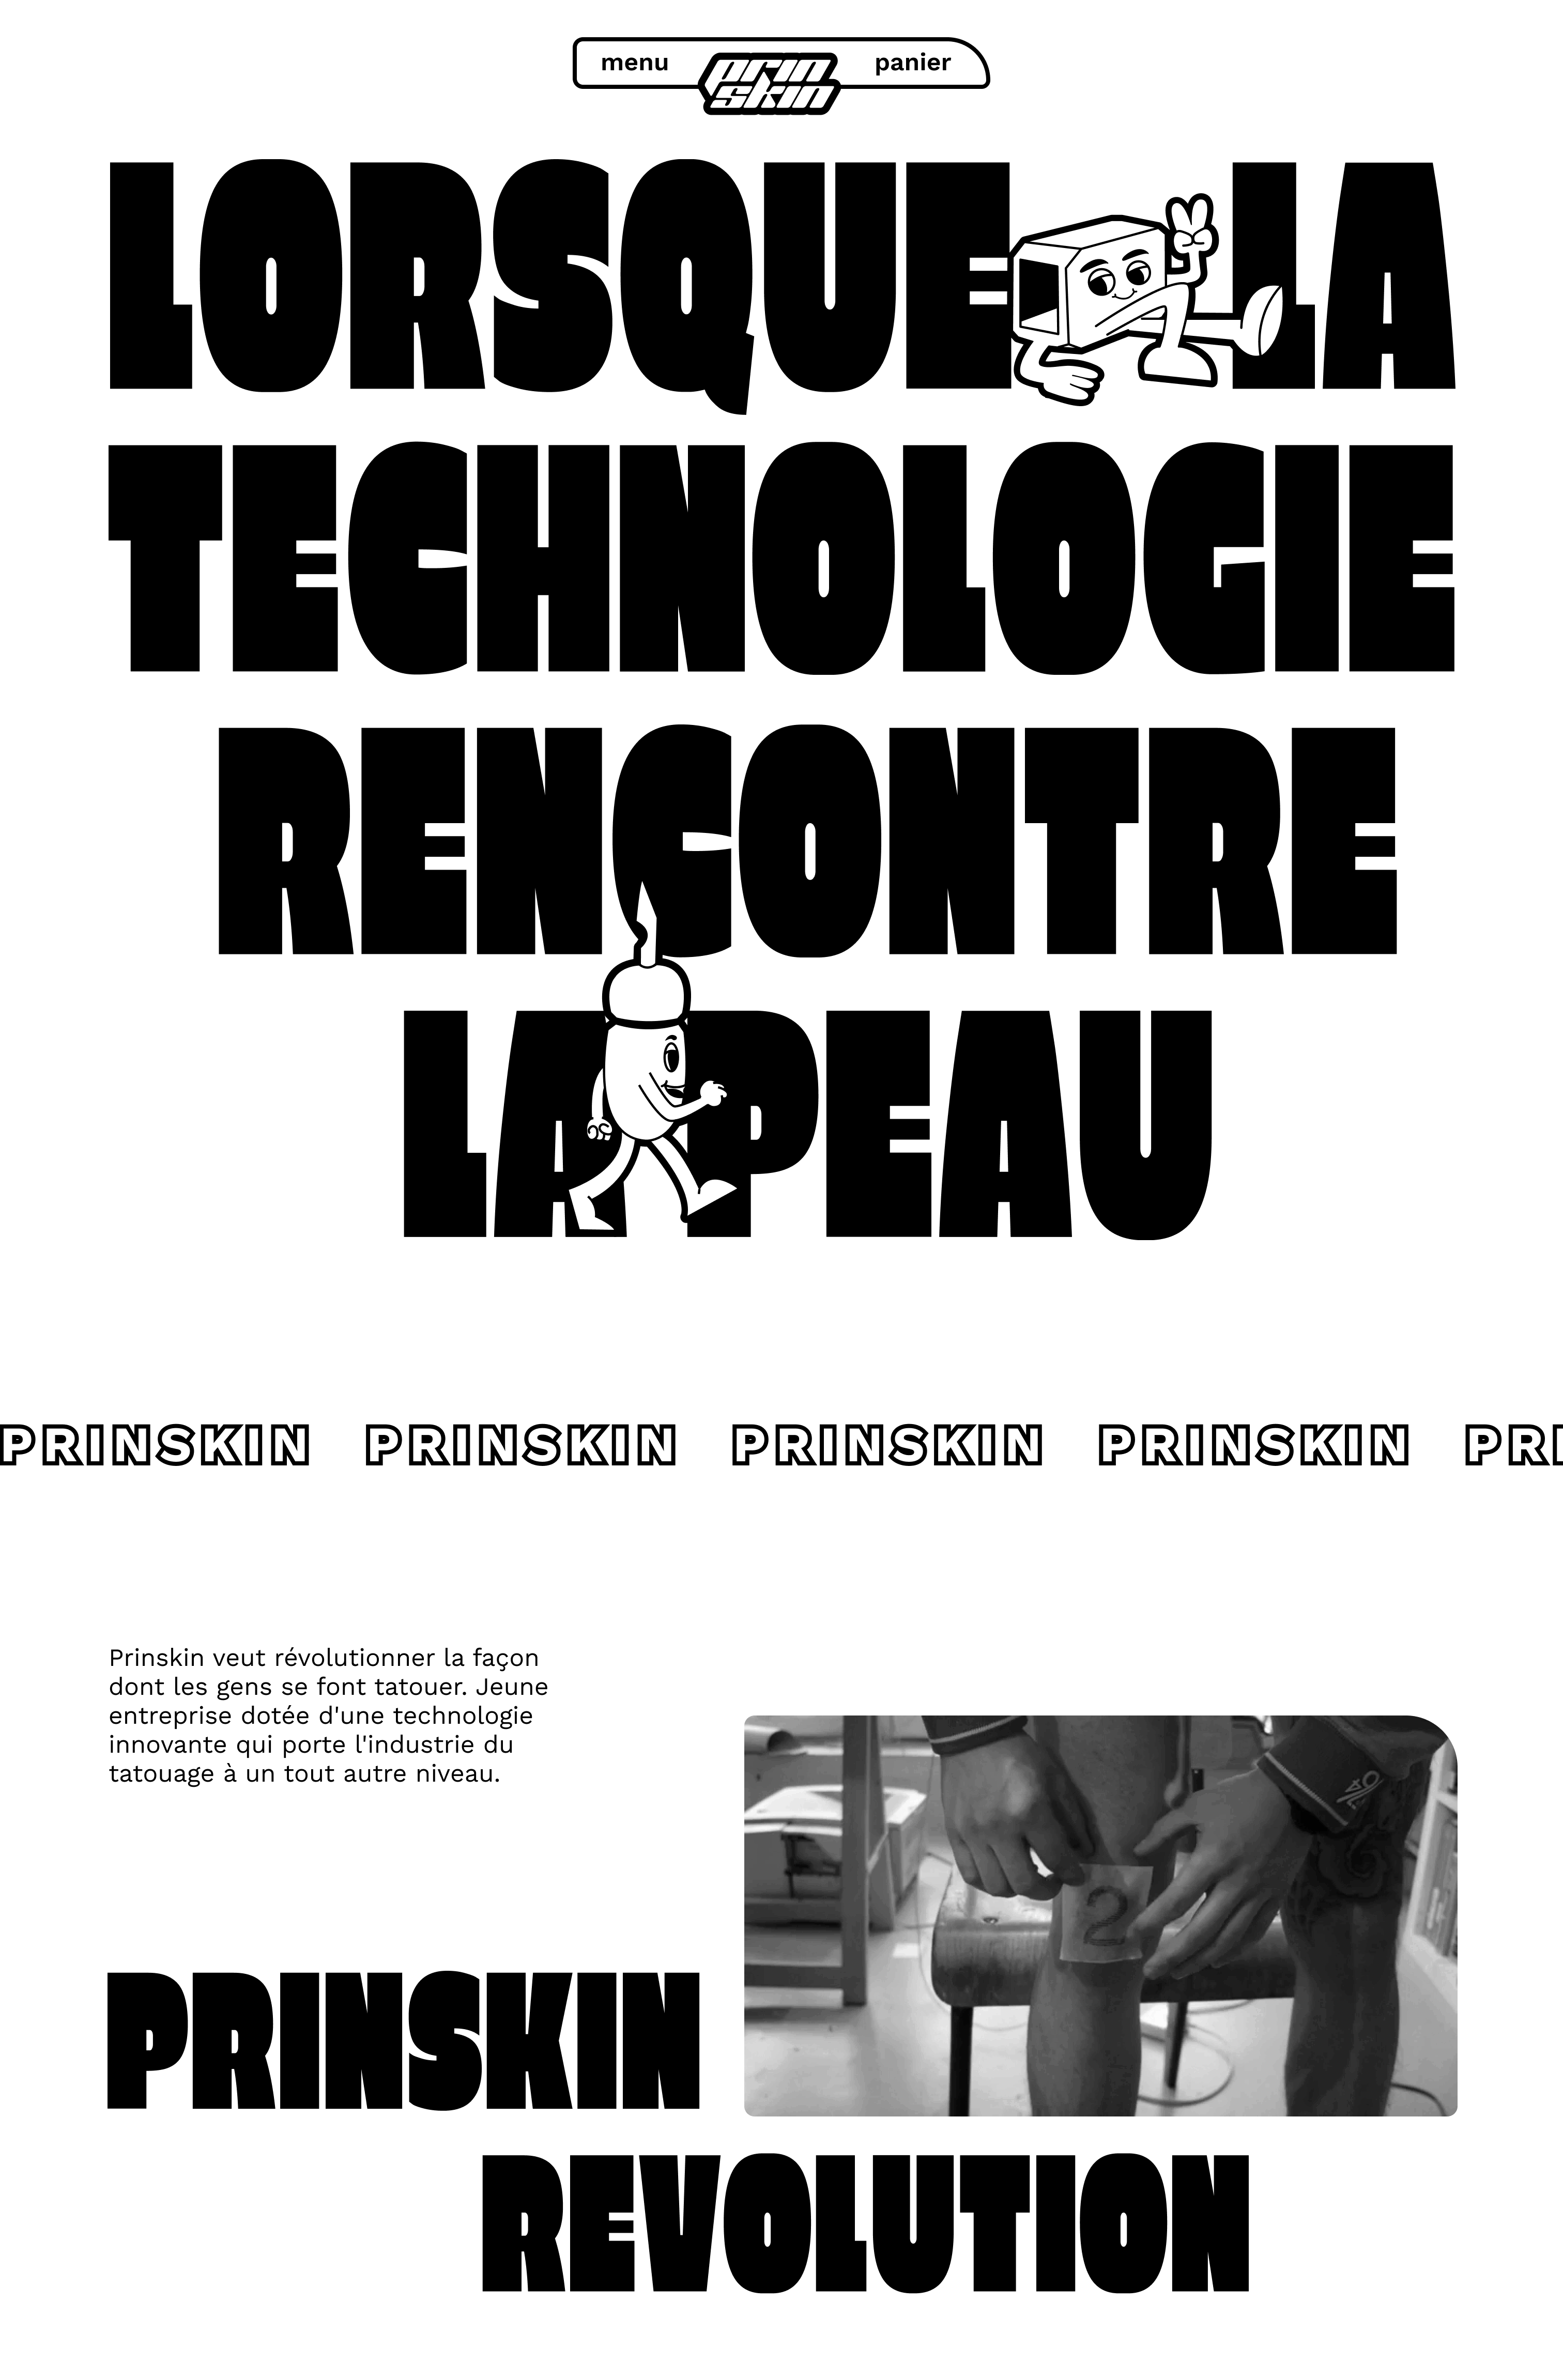 menu
prin
skin
panier
LORSQUE LA
TECHNOLOGIE
RENCONTRE
LA PEAU
PRINSKIN PRINSKIN PRINSKIN PRINSKIN PRI
Prinskin veut révolutionner la façon
dont les gens se font tatouer. Jeune
entreprise dotée d'une technologie
innovante qui porte l'industrie du
tatouage à un tout autre niveau.
2
PRINSKIN
REVOLUTION